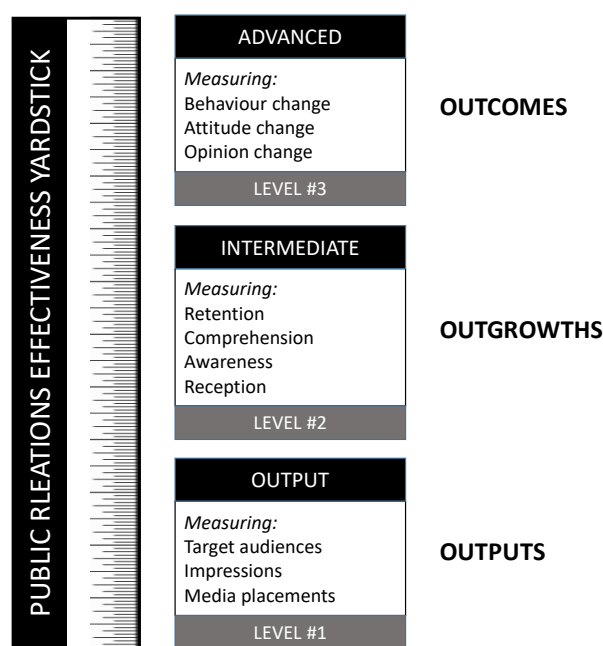 PUBLIC RLEATIONS EFFECTIVENESS YARDSTICK
ADVANCED
Measuring:
Behaviour change
Attitude change
Opinion change
LEVEL #3
OUTCOMES
INTERMEDIATE
Measuring:
Retention
Comprehension
Awareness
Reception
LEVEL #2
OUTGROWTHS
OUTPUT
Measuring:
Target audiences
Impressions
Media placements
LEVEL #1
OUTPUTS